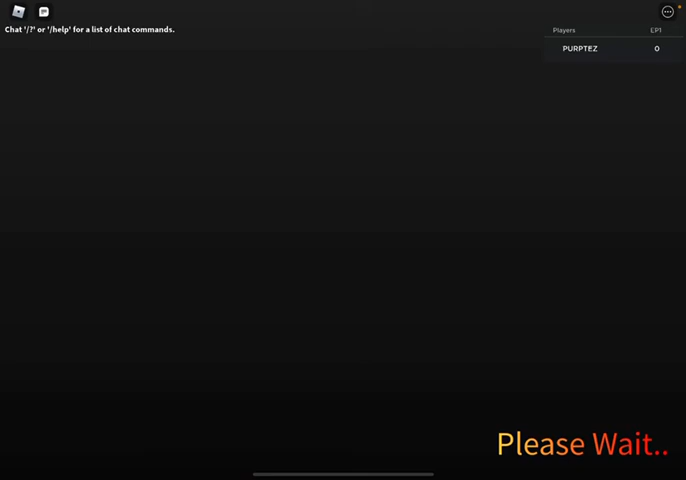 Chat '/?' or '/help' for a list of chat commands.
Players EP1
PURPTEZ 0
Please Wait..